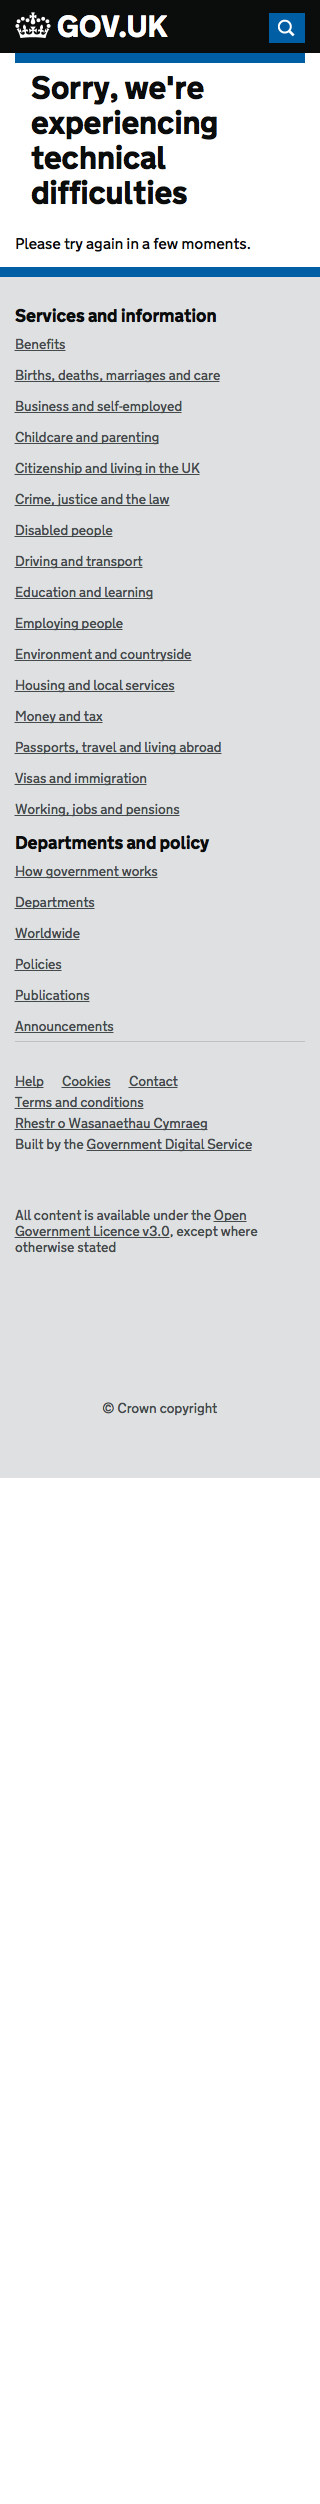 GOV.UK
Sorry, we're
experiencing
technical
difficulties
Please try again in a few moments.
Services and information
Benefits
Births, deaths, marriages and care
Business and self-employed
Childcare and parenting
Citizenship and living in the UK
Crime, justice and the law
Disabled people
Driving and transport
Education and learning
Employing people
Environment and countryside
Housing and local services
Money and tax
Passports, travel and living abroad
Visas and immigration
Working, jobs and pensions
Departments and policy
How government works
Departments
Worldwide
Policies
Publications
Announcements
Help Cookies Contact
Terms and conditions
Rhestr o Wasanaethau Cymraeg
Built by the Government Digital Service
All content is available under the Open
Government Licence v3.0, except where
otherwise stated
© Crown copyright